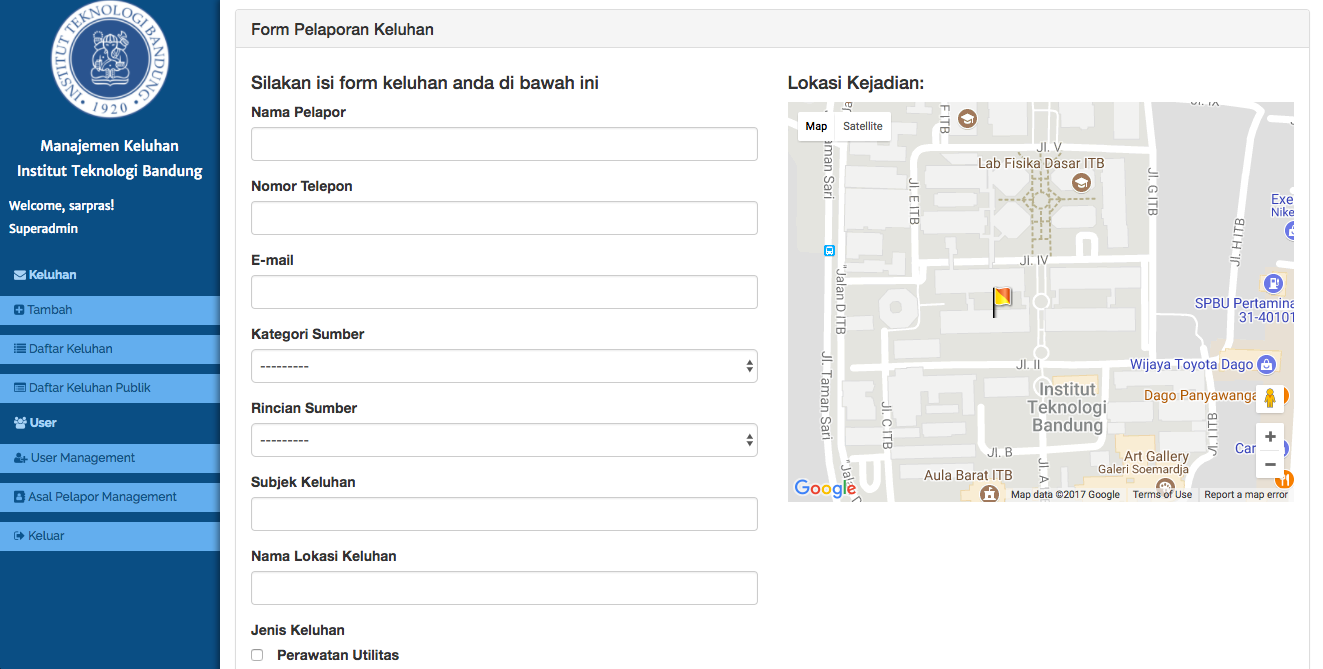 INSTITUT TEKNOLOGI BANDUNG
1920
Manajemen Keluhan
Institut Teknologi Bandung
Welcome, sarpras!
Superadmin
Keluhan
Tambah
Daftar Keluhan
Daftar Keluhan Publik
User
User Management
Asal Pelapor Management
Keluar
Form Pelaporan Keluhan
Silakan isi form keluhan anda di bawah ini
Nama Pelapor
Nomor Telepon
E-mail
Kategori Sumber
---------
Rincian Sumber
---------
Subjek Keluhan
Nama Lokasi Keluhan
Jenis Keluhan
Perawatan Utilitas
Lokasi Kejadian:
Map
Satellite
F ITB
Jl. IX
Jl. V
Lab Fisika Dasar ITB
Jl. E ITB
Jl. G ITB
Exe
Nike
Jl. H ITB
Jl. IV
"Jalan D ITB
SPBU Pertamina
31-40101
Jl. II
Wijaya Toyota Dago
Jl. Taman Sari
Institut
Teknologi
Bandung
Dago Panyawanga
Jl. C ITB
Jl. I ITB
Car
Jl. B
Jl. A
Art Gallery
Galeri Soemardja
Aula Barat ITB
Google
Map data ©2017 Google
Terms of Use
Report a map error